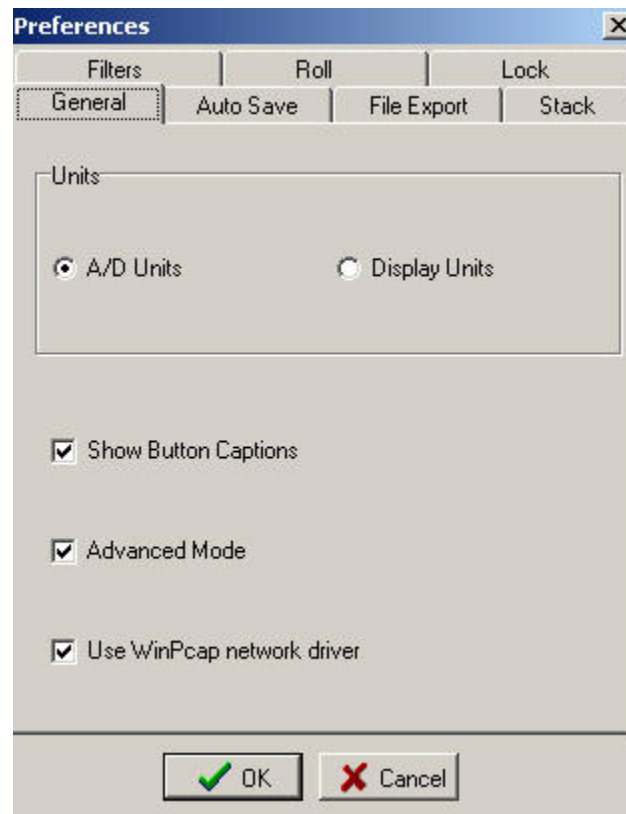 Preferences
Filters Roll Lock
General Auto Save File Export Stack
Units
A/D Units Display Units
Show Button Captions
Advanced Mode
Use WinPcap network driver
OK Cancel